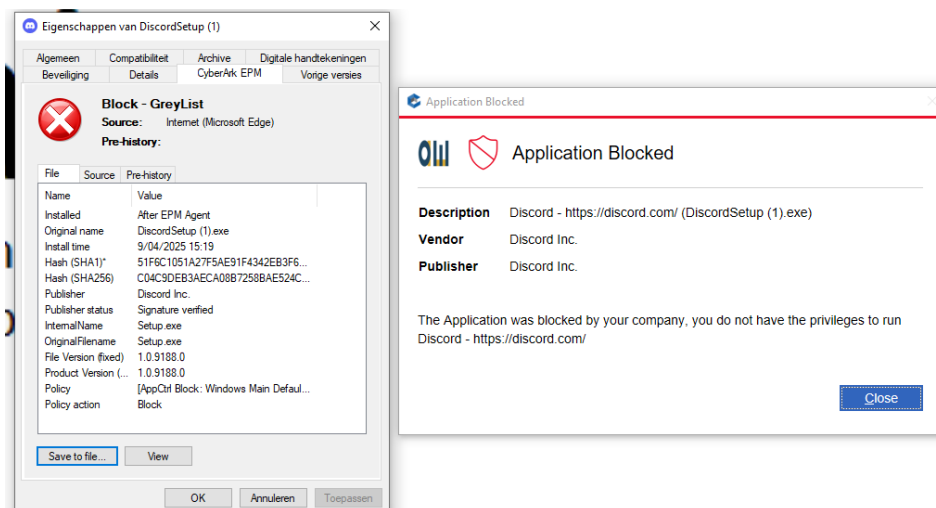 Eigenschappen van DiscordSetup (1)
Algemeen Compatibiliteit Archive Digitale handtekeningen
Beveiliging Details CyberArk EPM Vorige versies
Block - GreyList
Source: Internet (Microsoft Edge)
Pre-history:
File Source Pre-history
Name Value
Installed After EPM Agent
Original name DiscordSetup (1).exe
Install time 9/04/2025 15:19
Hash (SHA1)* 51F6C1051A27F5AE91F4342EB3F6...
Hash (SHA256) C04C9DEB3AECA08B7258BAE524C...
Publisher Discord Inc.
Publisher status Signature verified
InternalName Setup.exe
OriginalFilename Setup.exe
File Version (fixed) 1.0.9188.0
Product Version (... 1.0.9188.0
Policy [AppCtrl Block: Windows Main Defaul...
Policy action Block
Save to file... View
OK Annuleren Toepassen
Application Blocked
Application Blocked
Description Discord - https://discord.com/ (DiscordSetup (1).exe)
Vendor Discord Inc.
Publisher Discord Inc.
The Application was blocked by your company, you do not have the privileges to run
Discord - https://discord.com/
Close